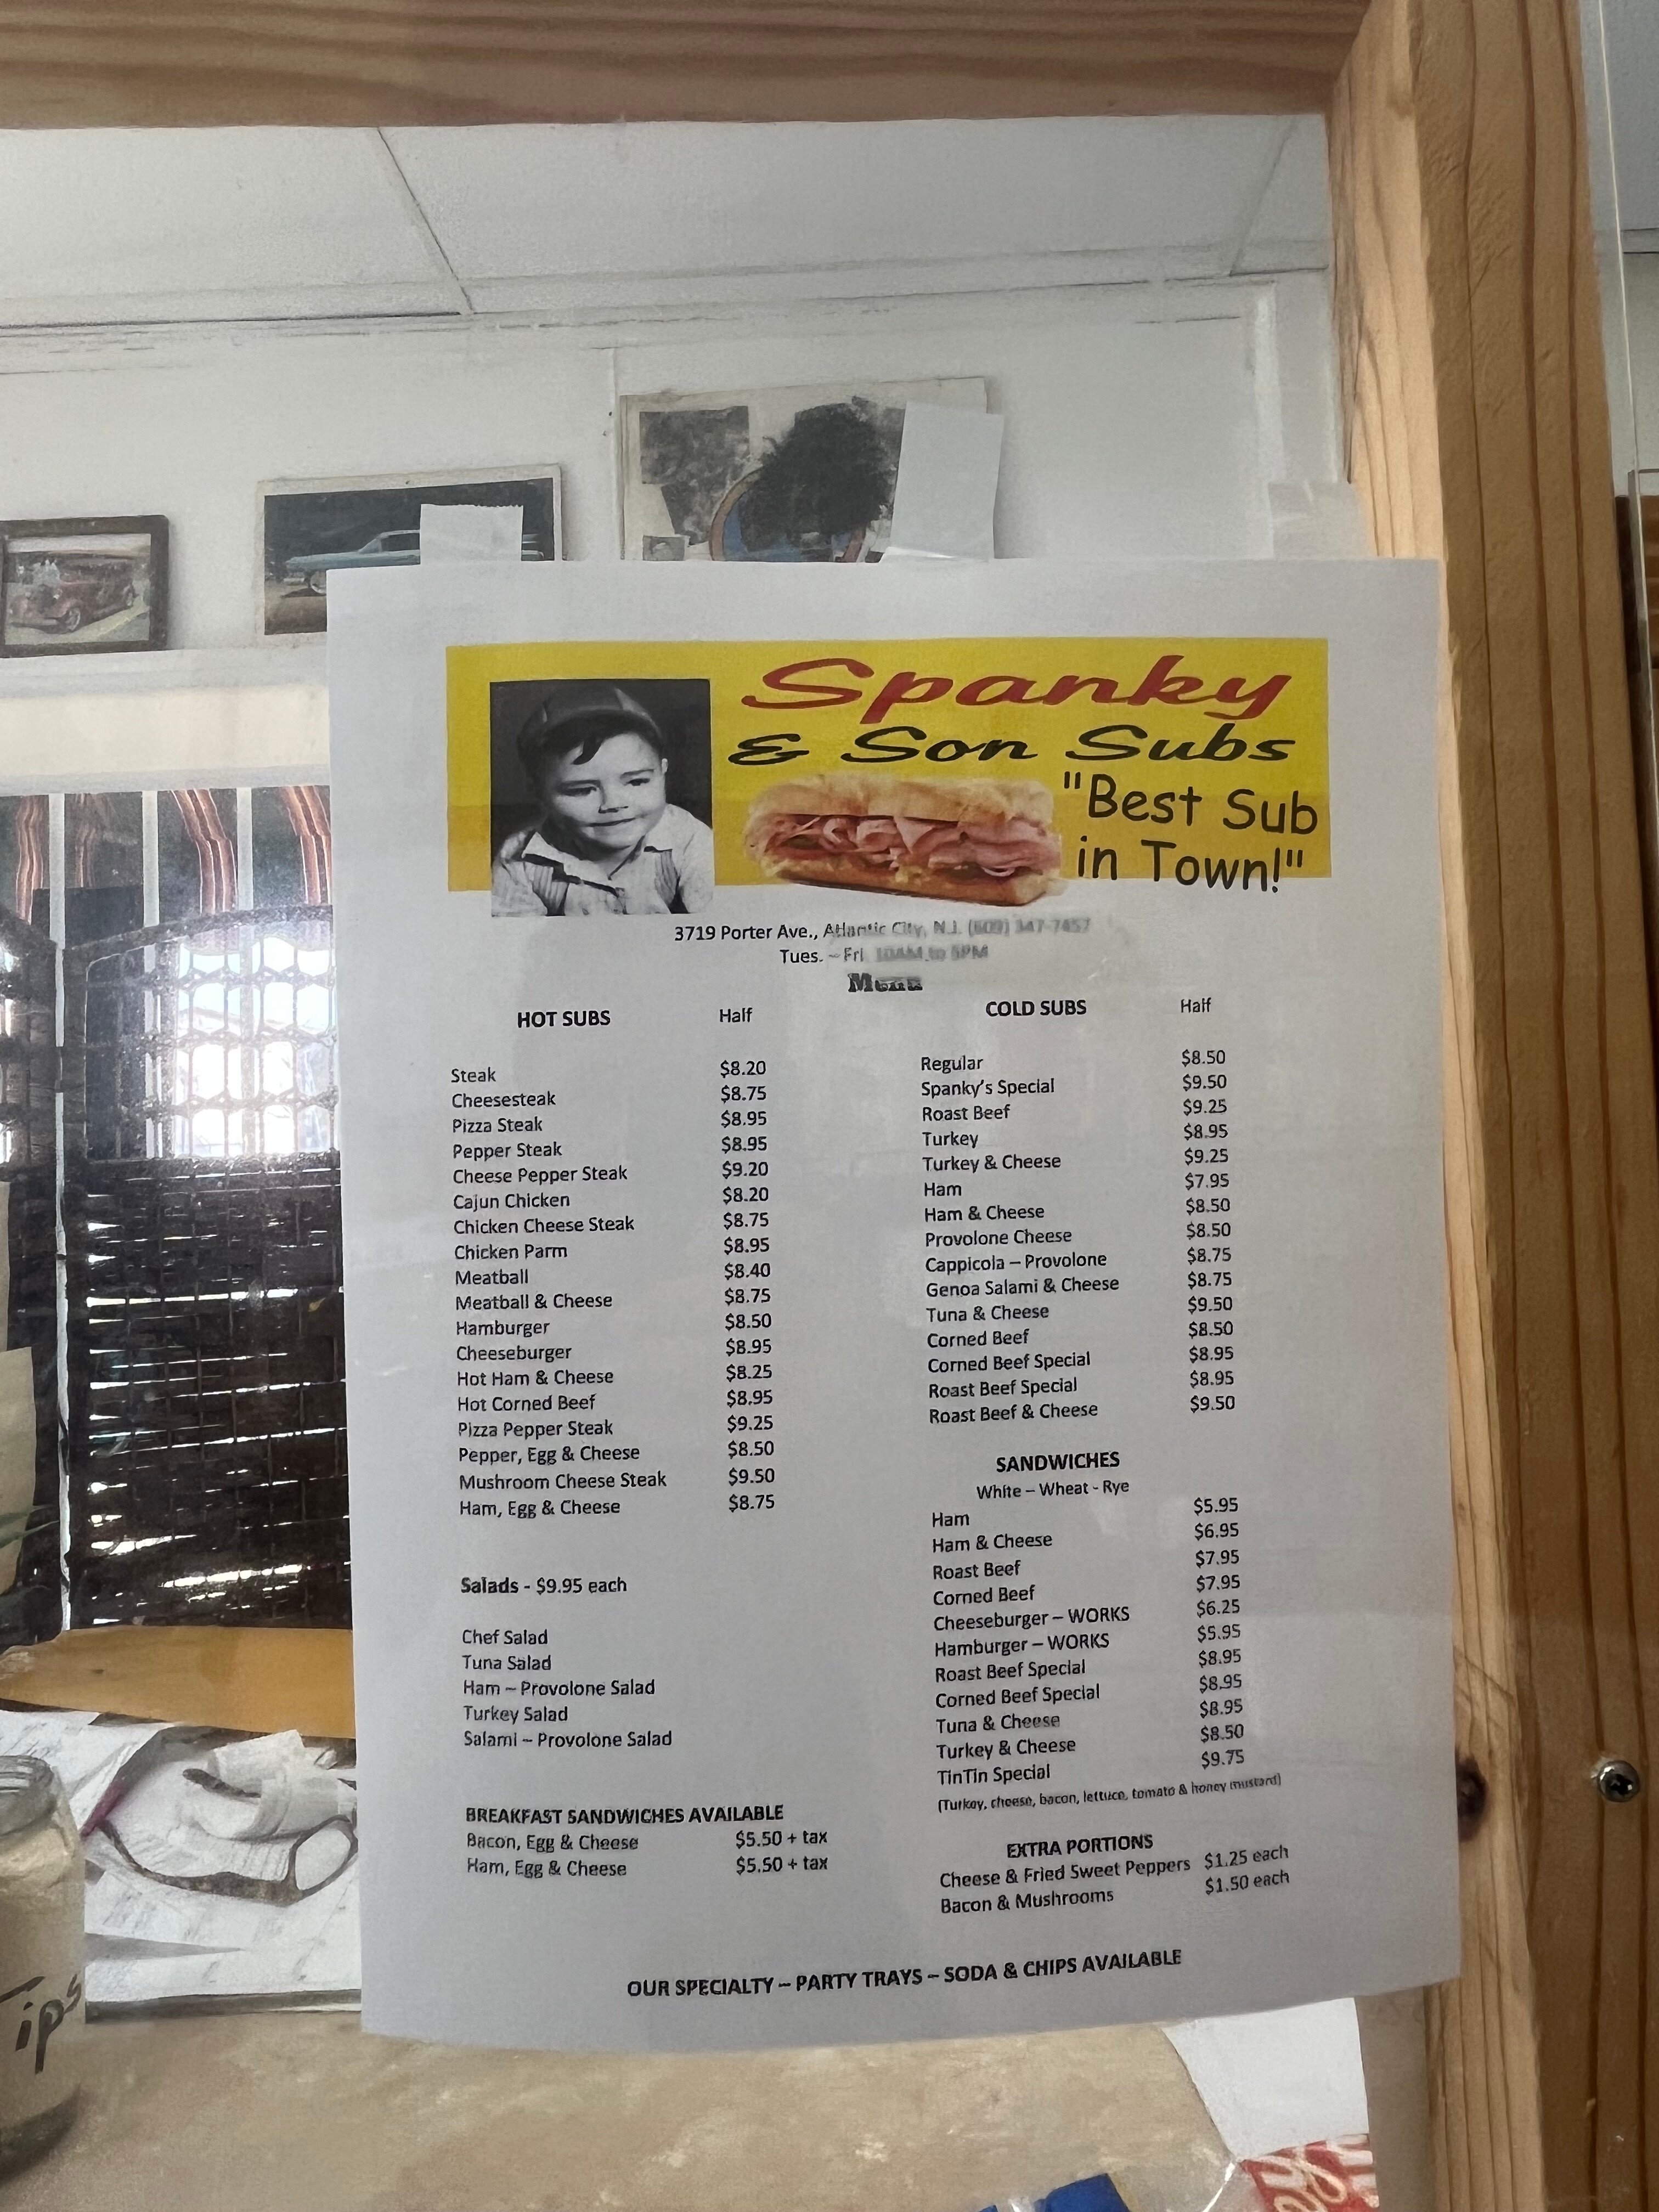 Spanky
& Son Subs
"Best Sub
in Town!"
3719 Porter Ave., Atlantic City, N.J. (609) 347-7457
Tues. – Fri 10AM to 5PM
Menu
HOT SUBS Half
Steak $8.20
Cheesesteak $8.75
Pizza Steak $8.95
Pepper Steak $8.95
Cheese Pepper Steak $9.20
Cajun Chicken $8.20
Chicken Cheese Steak $8.75
Chicken Parm $8.95
Meatball $8.40
Meatball & Cheese $8.75
Hamburger $8.50
Cheeseburger $8.95
Hot Ham & Cheese $8.25
Hot Corned Beef $8.95
Pizza Pepper Steak $9.25
Pepper, Egg & Cheese $8.50
Mushroom Cheese Steak $9.50
Ham, Egg & Cheese $8.75
Salads - $9.95 each
Chef Salad
Tuna Salad
Ham – Provolone Salad
Turkey Salad
Salami – Provolone Salad
BREAKFAST SANDWICHES AVAILABLE
Bacon, Egg & Cheese $5.50 + tax
Ham, Egg & Cheese $5.50 + tax
COLD SUBS Half
Regular $8.50
Spanky's Special $9.50
Roast Beef $9.25
Turkey $8.95
Turkey & Cheese $9.25
Ham $7.95
Ham & Cheese $8.50
Provolone Cheese $8.50
Cappicola – Provolone $8.75
Genoa Salami & Cheese $8.75
Tuna & Cheese $9.50
Corned Beef $8.50
Corned Beef Special $8.95
Roast Beef Special $8.95
Roast Beef & Cheese $9.50
SANDWICHES
White – Wheat - Rye
Ham $5.95
Ham & Cheese $6.95
Roast Beef $7.95
Corned Beef $7.95
Cheeseburger – WORKS $6.25
Hamburger – WORKS $5.95
Roast Beef Special $8.95
Corned Beef Special $8.95
Tuna & Cheese $8.95
Turkey & Cheese $8.50
TinTin Special $9.75
(Turkey, cheese, bacon, lettuce, tomato & honey mustard)
EXTRA PORTIONS
Cheese & Fried Sweet Peppers $1.25 each
Bacon & Mushrooms $1.50 each
OUR SPECIALTY – PARTY TRAYS – SODA & CHIPS AVAILABLE
Tips